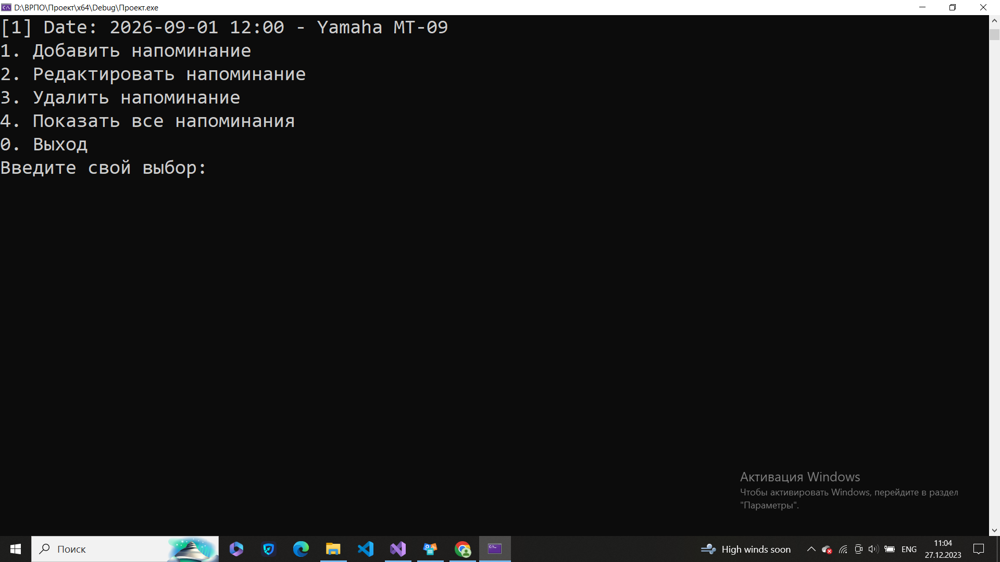 D:\ВРПО\Проект\x64\Debug\Проект.exe
[1] Date: 2026-09-01 12:00 - Yamaha MT-09
1. Добавить напоминание
2. Редактировать напоминание
3. Удалить напоминание
4. Показать все напоминания
0. Выход
Введите свой выбор:
Активация Windows
Чтобы активировать Windows, перейдите в раздел
"Параметры".
Поиск
High winds soon
ENG
11:04
27.12.2023